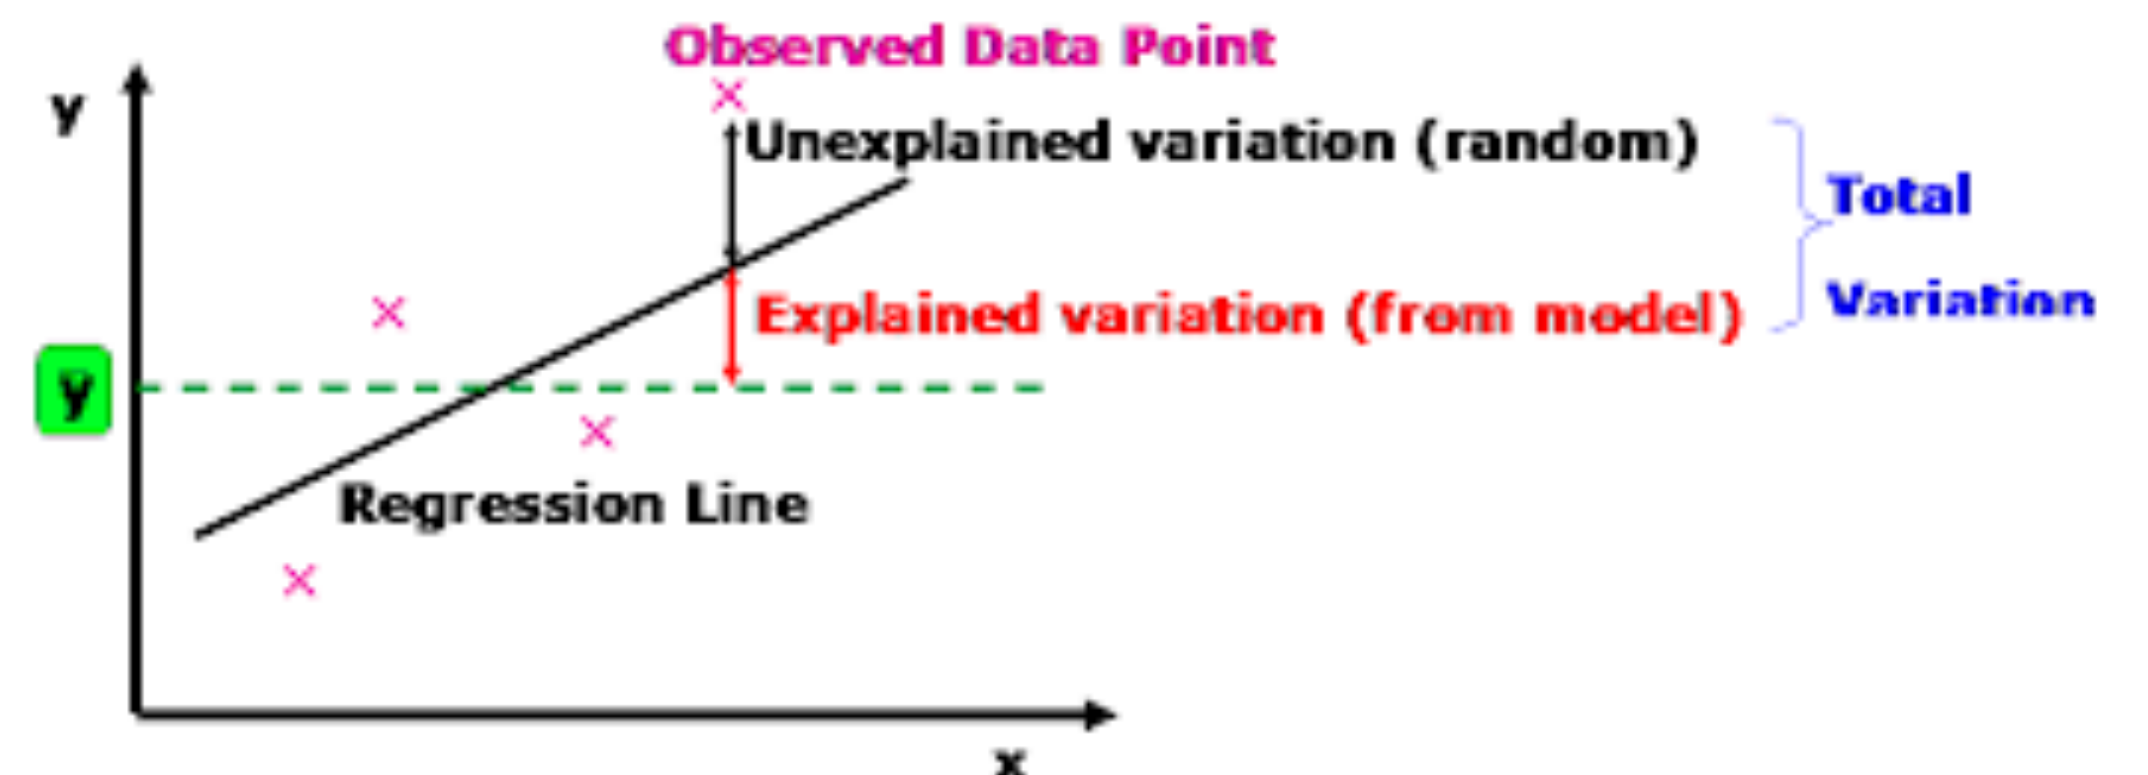 Observed Data Point
y
Unexplained variation (random)
Total
Explained variation (from model)
Variation
y
Regression Line
x